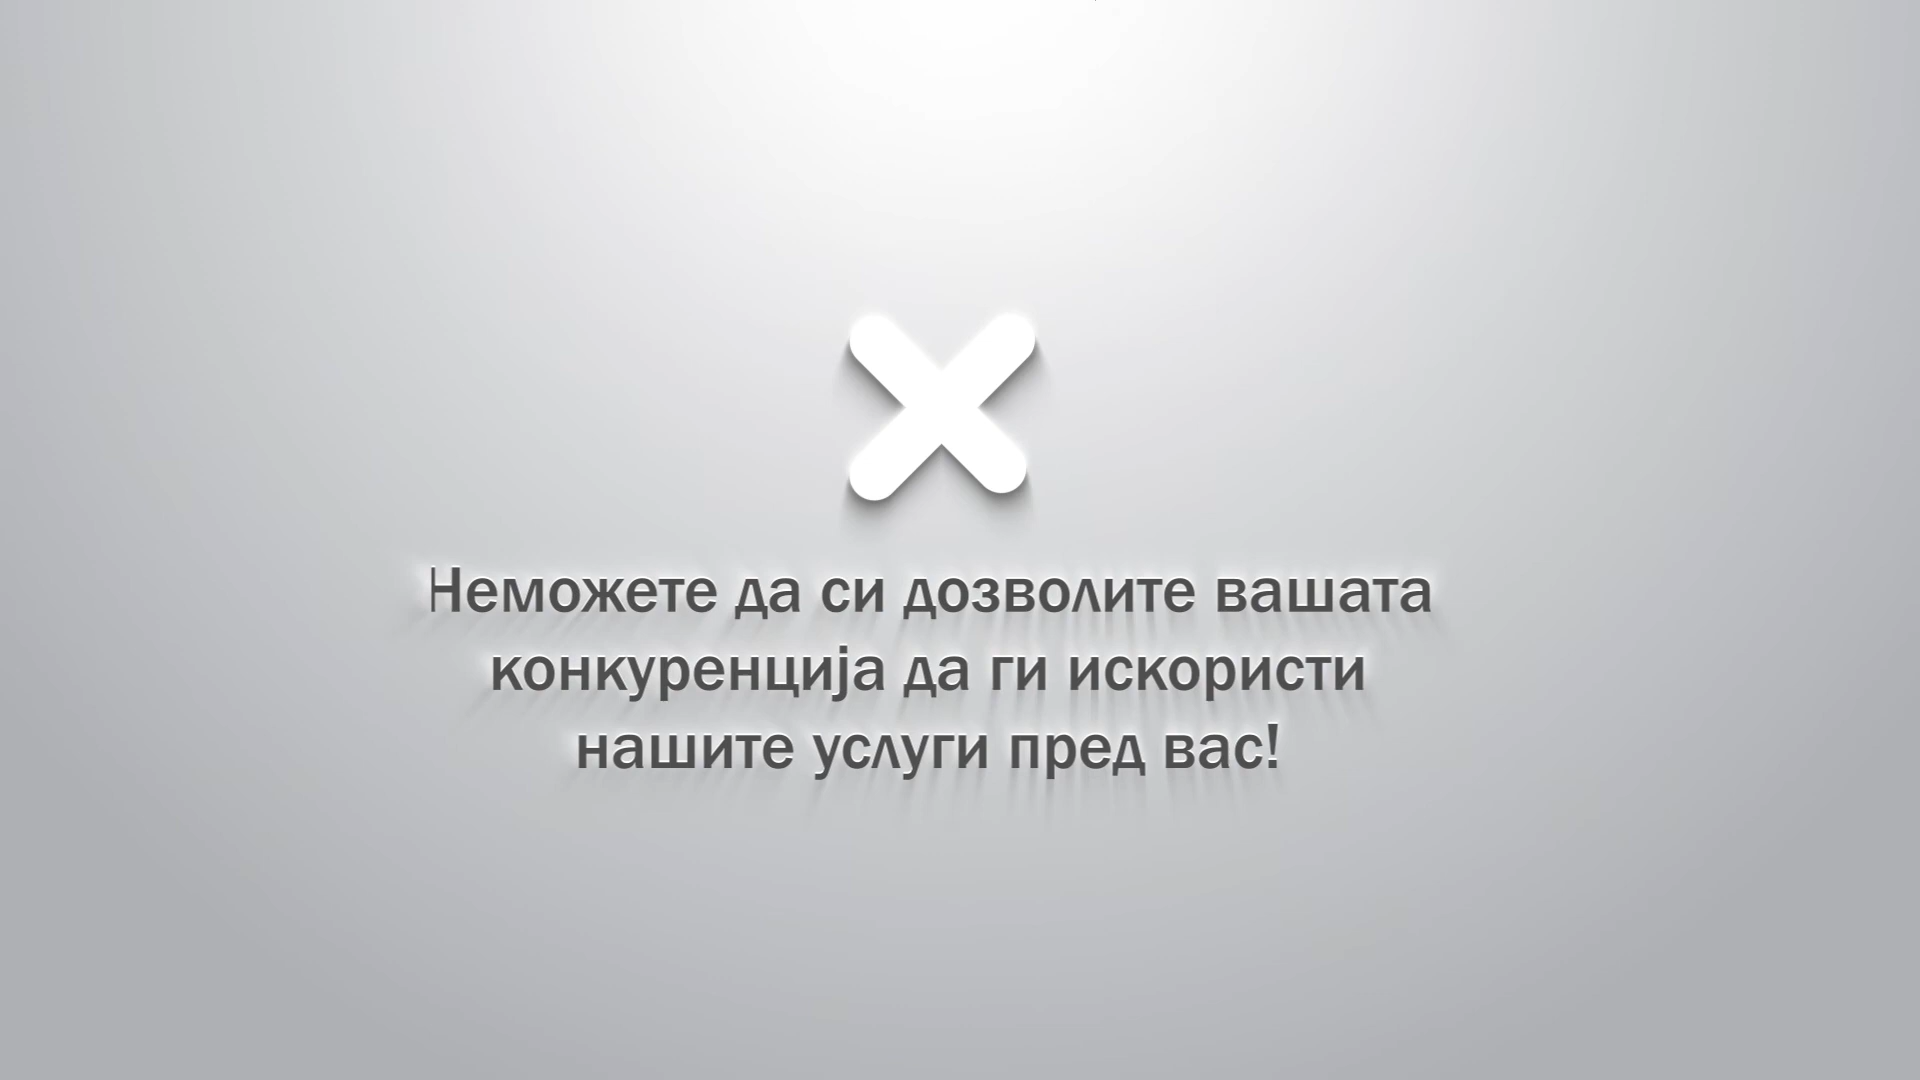 Неможете да си дозволите вашата
конкуренција да ги искористи
нашите услуги пред вас!